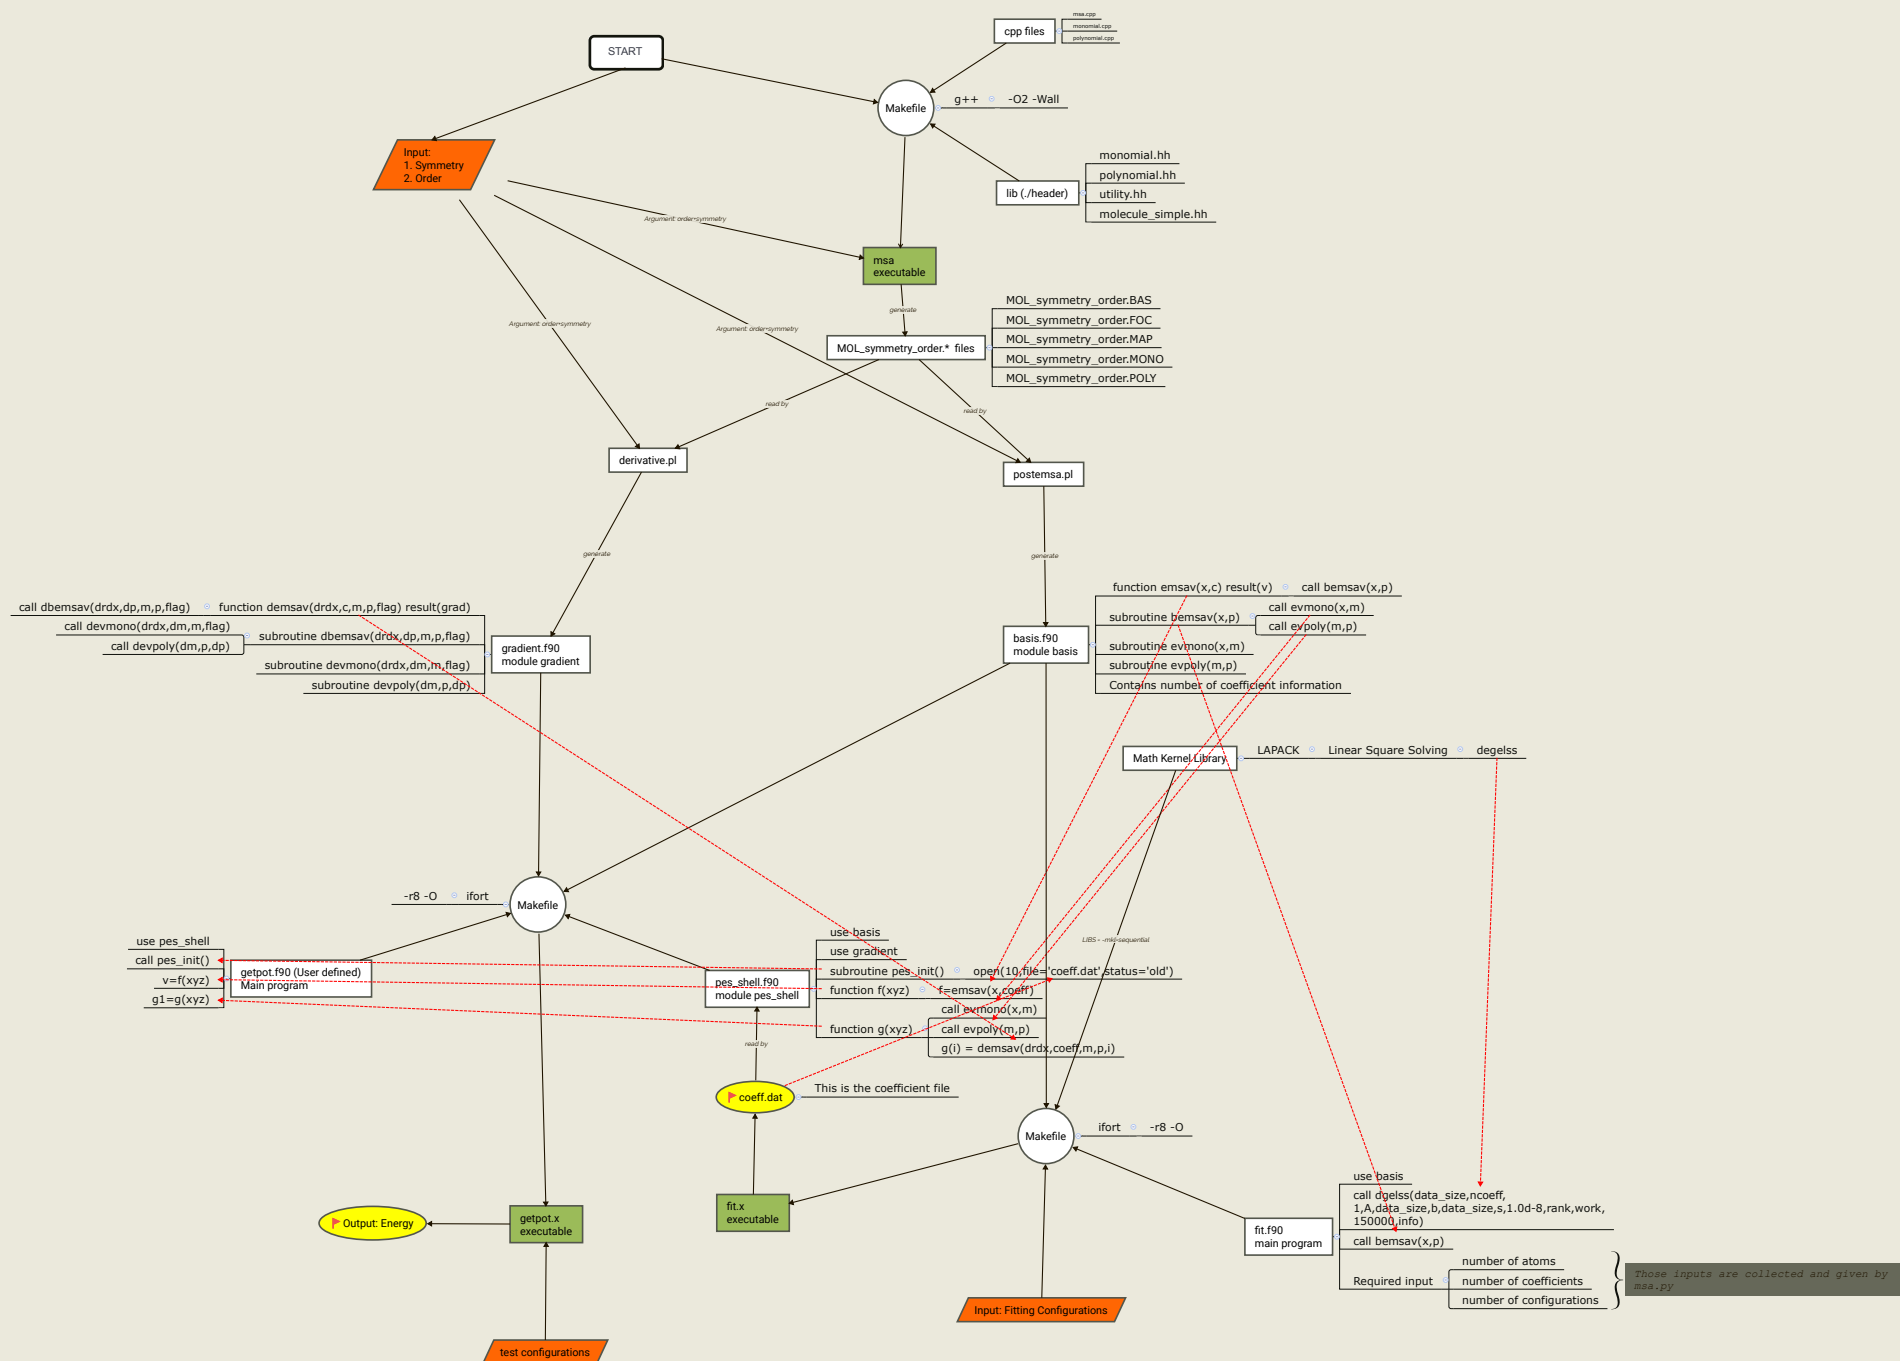 START
cpp files
msa.cpp
monomial.cpp
polynomial.cpp
Makefile
g++
-O2 -Wall
Input:
1. Symmetry
2. Order
lib (./header)
monomial.hh
polynomial.hh
utility.hh
molecule_simple.hh
Argument: order+symmetry
msa
executable
generate
Argument: order+symmetry
Argument: order+symmetry
MOL_symmetry_order.* files
MOL_symmetry_order.BAS
MOL_symmetry_order.FOC
MOL_symmetry_order.MAP
MOL_symmetry_order.MONO
MOL_symmetry_order.POLY
read by
read by
derivative.pl
postemsa.pl
generate
generate
call dbemsav(drdx,dp,m,p,flag)
function demsav(drdx,c,m,p,flag) result(grad)
call devmono(drdx,dm,m,flag)
call devpoly(dm,p,dp)
subroutine dbemsav(drdx,dp,m,p,flag)
subroutine devmono(drdx,dm,m,flag)
subroutine devpoly(dm,p,dp)
gradient.f90
module gradient
basis.f90
module basis
function emsav(x,c) result(v)
call bemsav(x,p)
subroutine bemsav(x,p)
call evmono(x,m)
call evpoly(m,p)
subroutine evmono(x,m)
subroutine evpoly(m,p)
Contains number of coefficient information
Math Kernel Library
LAPACK
Linear Square Solving
degelss
-r8 -O
ifort
Makefile
LIBS = -mkl=sequential
use pes_shell
call pes_init()
v=f(xyz)
g1=g(xyz)
getpot.f90 (User defined)
Main program
pes_shell.f90
module pes_shell
use basis
use gradient
subroutine pes_init()
open(10,file='coeff.dat',status='old')
function f(xyz)
f=emsav(x,coeff)
function g(xyz)
call evmono(x,m)
call evpoly(m,p)
g(i) = demsav(drdx,coeff,m,p,i)
read by
coeff.dat
This is the coefficient file
Makefile
ifort
-r8 -O
fit.x
executable
getpot.x
executable
Output: Energy
fit.f90
main program
use basis
call dgelss(data_size,ncoeff,
1,A,data_size,b,data_size,s,1.0d-8,rank,work,
150000,info)
call bemsav(x,p)
Required input
number of atoms
number of coefficients
number of configurations
Those inputs are collected and given by
msa.py
Input: Fitting Configurations
test configurations